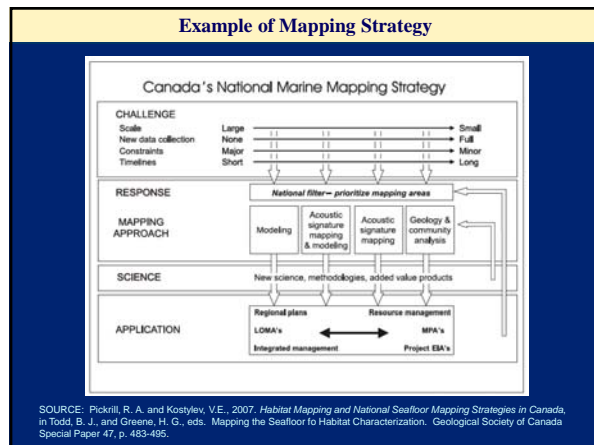 Example of Mapping Strategy
Canada's National Marine Mapping Strategy
CHALLENGE
Scale Large Small
New data collection None Full
Constraints Major Minor
Timelines Short Long
RESPONSE
National filter– prioritize mapping areas
MAPPING
APPROACH
Modeling
Acoustic
signature
mapping
& modeling
Acoustic
signature
mapping
Geology &
community
analysis
SCIENCE
New science, methodologies, added value products
APPLICATION
Regional plans Resource management
LOMA's MPA's
Integrated management Project EIA's
SOURCE: Pickrill, R. A. and Kostylev, V.E., 2007. Habitat Mapping and National Seafloor Mapping Strategies in Canada,
in Todd, B. J., and Greene, H. G., eds. Mapping the Seafloor fo Habitat Characterization. Geological Society of Canada
Special Paper 47, p. 483-495.